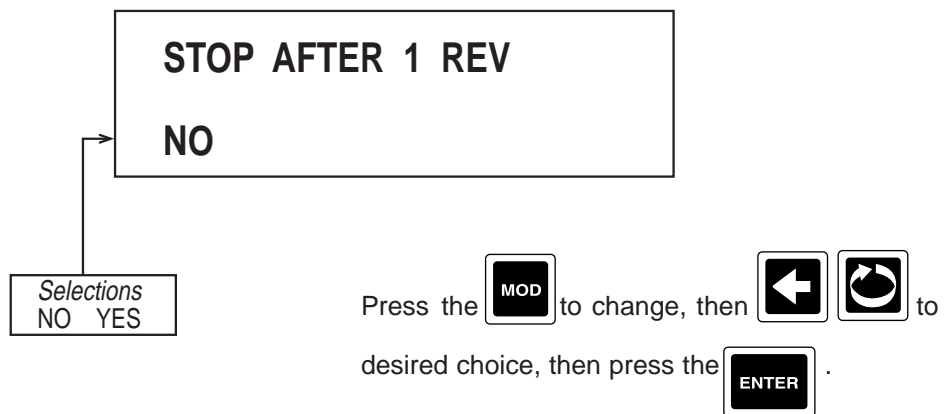 STOP AFTER 1 REV
NO
Selections
NO YES
Press the MOD to change, then to
desired choice, then press the ENTER .